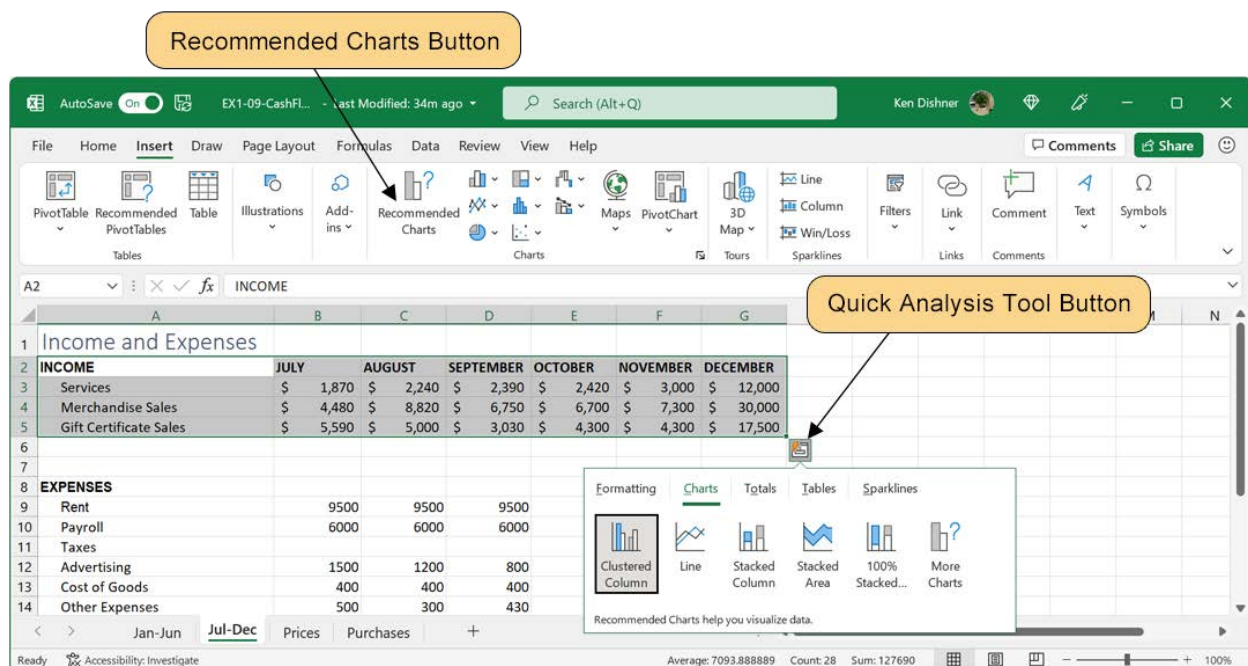 Recommended Charts Button
AutoSave On EX1-09-CashFl... - Last Modified: 34m ago Search (Alt+Q) Ken Dishner
File Home Insert Draw Page Layout Formulas Data Review View Help Comments Share
PivotTable Recommended PivotTables Table Illustrations Add-ins Recommended Charts Maps PivotChart 3D Map Line Column Win/Loss Filters Link Comment Text Symbols
Tables Charts Tours Sparklines Links Comments
A2 fx INCOME
Quick Analysis Tool Button
A B C D E F G M N
1 Income and Expenses
2 INCOME JULY AUGUST SEPTEMBER OCTOBER NOVEMBER DECEMBER
3 Services $ 1,870 $ 2,240 $ 2,390 $ 2,420 $ 3,000 $ 12,000
4 Merchandise Sales $ 4,480 $ 8,820 $ 6,750 $ 6,700 $ 7,300 $ 30,000
5 Gift Certificate Sales $ 5,590 $ 5,000 $ 3,030 $ 4,300 $ 4,300 $ 17,500
6
7
8 EXPENSES
9 Rent 9500 9500 9500
10 Payroll 6000 6000 6000
11 Taxes
12 Advertising 1500 1200 800
13 Cost of Goods 400 400 400
14 Other Expenses 500 300 430
Formatting Charts Totals Tables Sparklines
Clustered Column Line Stacked Column Stacked Area 100% Stacked... More Charts
Recommended Charts help you visualize data.
Jan-Jun Jul-Dec Prices Purchases +
Ready Accessibility: Investigate Average: 7093.888889 Count: 28 Sum: 127690 - + 100%